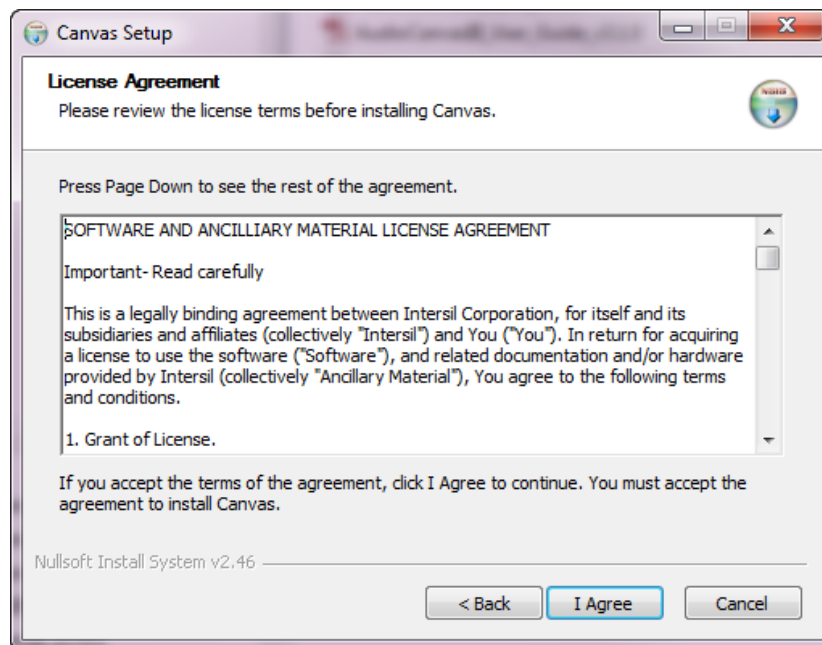 Canvas Setup
License Agreement
Please review the license terms before installing Canvas.
Press Page Down to see the rest of the agreement.
SOFTWARE AND ANCILLIARY MATERIAL LICENSE AGREEMENT
Important- Read carefully
This is a legally binding agreement between Intersil Corporation, for itself and its
subsidiaries and affiliates (collectively "Intersil") and You ("You"). In return for acquiring
a license to use the software ("Software"), and related documentation and/or hardware
provided by Intersil (collectively "Ancillary Material"), You agree to the following terms
and conditions.
1. Grant of License.
If you accept the terms of the agreement, click I Agree to continue. You must accept the
agreement to install Canvas.
Nullsoft Install System v2.46
< Back
I Agree
Cancel